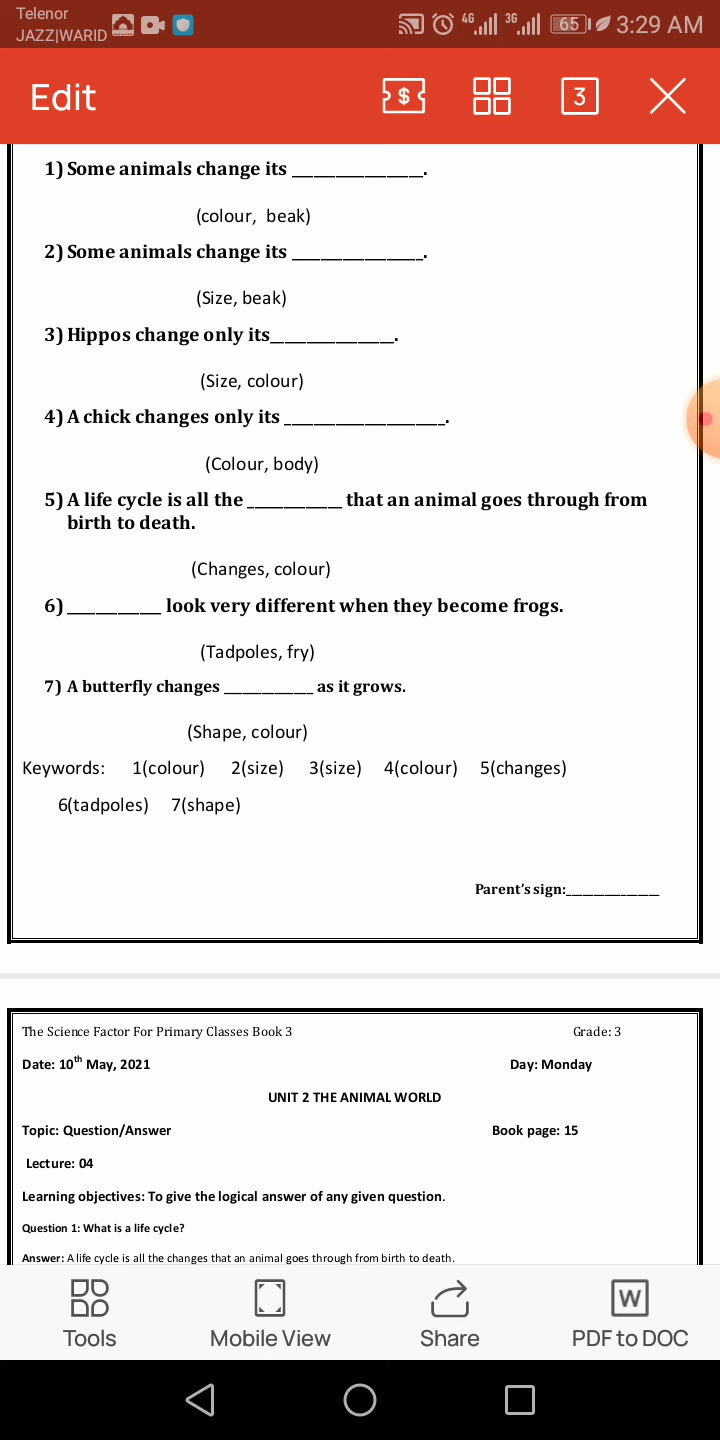 Telenor
JAZZ|WARID
4G 3G 65 3:29 AM
Edit $ 3
1) Some animals change its _______________.
(colour, beak)
2) Some animals change its _______________.
(Size, beak)
3) Hippos change only its______________.
(Size, colour)
4) A chick changes only its __________________.
(Colour, body)
5) A life cycle is all the ___________ that an animal goes through from
birth to death.
(Changes, colour)
6) ___________ look very different when they become frogs.
(Tadpoles, fry)
7) A butterfly changes ____________ as it grows.
(Shape, colour)
Keywords: 1(colour) 2(size) 3(size) 4(colour) 5(changes)
6(tadpoles) 7(shape)
Parent's sign:______________
The Science Factor For Primary Classes Book 3 Grade: 3
Date: 10th May, 2021 Day: Monday
UNIT 2 THE ANIMAL WORLD
Topic: Question/Answer Book page: 15
Lecture: 04
Learning objectives: To give the logical answer of any given question.
Question 1: What is a life cycle?
Answer: A life cycle is all the changes that an animal goes through from birth to death.
W
Tools Mobile View Share PDF to DOC